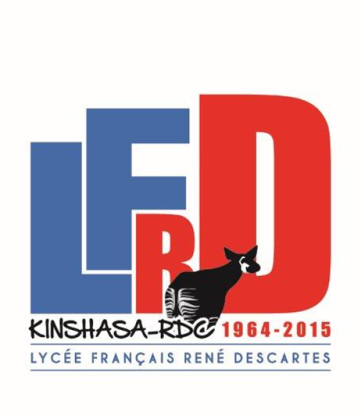 LFRD
KINSHASA-RDC 1964-2015
LYCÉE FRANÇAIS RENÉ DESCARTES